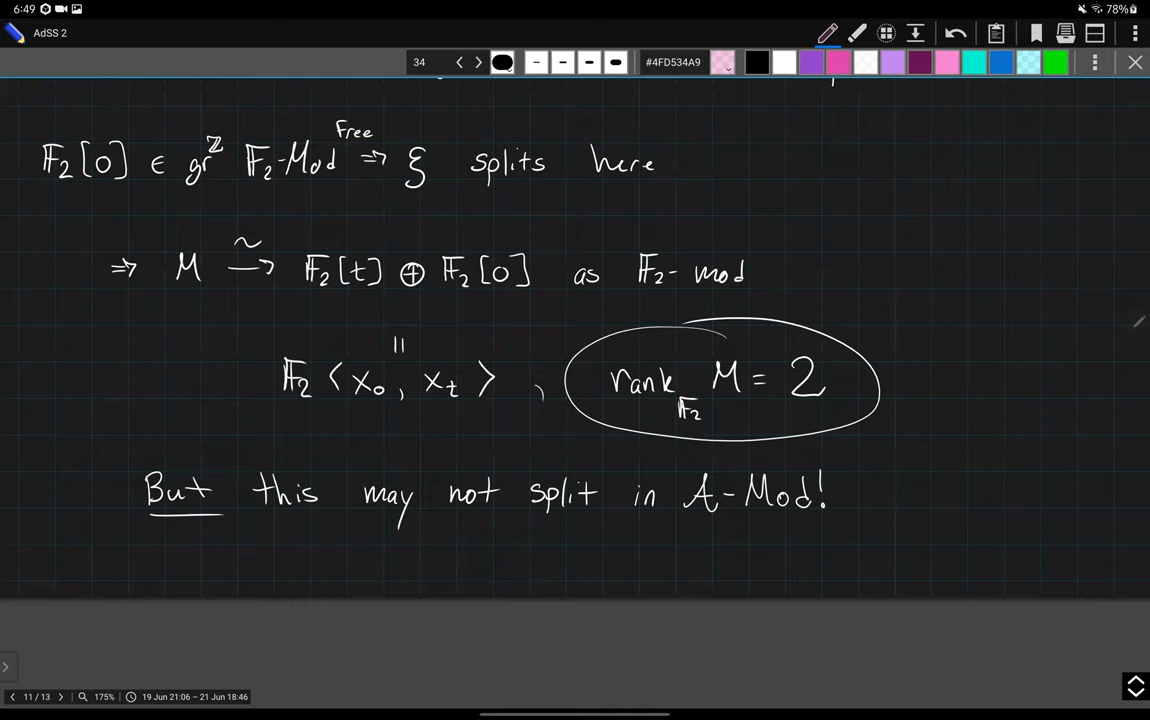 6:49 78%
AdSS 2
34 #4FD534A9
Free
𝔽₂[0] ∈ gr^ℤ 𝔽₂-Mod ⇒ ξ splits here
⇒ M ⥲ 𝔽₂[t] ⊕ 𝔽₂[0] as 𝔽₂-mod
=
𝔽₂ ⟨ x₀, x_t ⟩ , rank_𝔽₂ M = 2
But this may not split in A-Mod!
11 / 13 175% 19 Jun 21:06 – 21 Jun 18:46